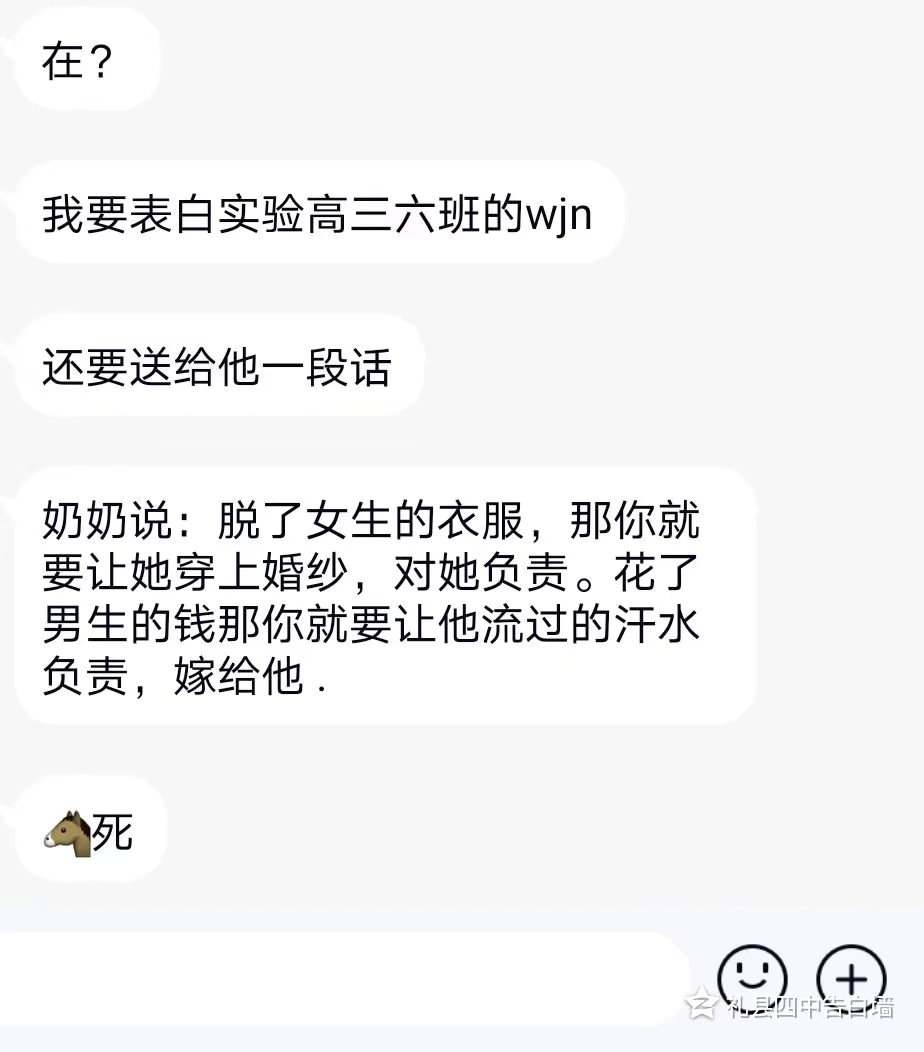 在？
我要表白实验高三六班的wjn
还要送给他一段话
奶奶说：脱了女生的衣服，那你就
要让她穿上婚纱，对她负责。花了
男生的钱那你就要让他流过的汗水
负责，嫁给他 .
🐴死
礼县四中告白墙